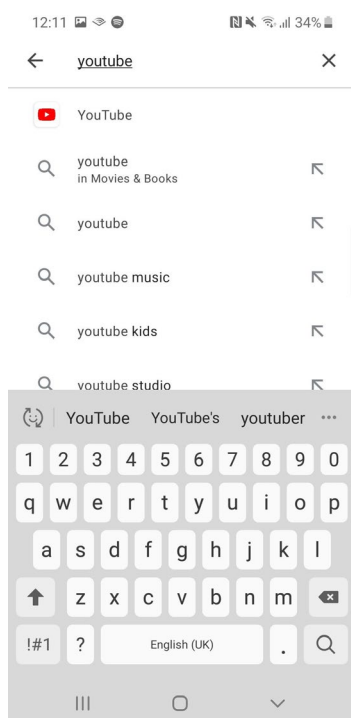 12:11
34%
youtube
YouTube
youtube
in Movies & Books
youtube
youtube music
youtube kids
youtube studio
YouTube YouTube's youtuber
1 2 3 4 5 6 7 8 9 0
q w e r t y u i o p
a s d f g h j k l
z x c v b n m
!#1 ? English (UK) .